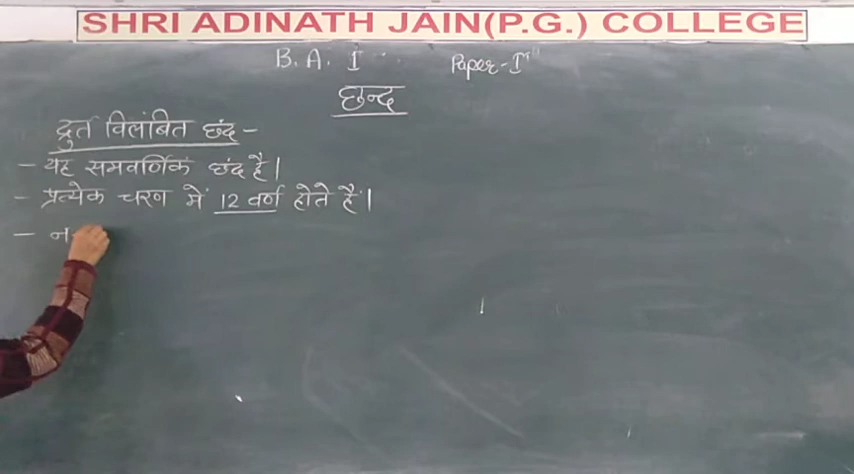 SHRI ADINATH JAIN(P.G.) COLLEGE
B. A. I Paper-I
छन्द
द्रुत विलंबित छंद -
- यह समवर्णिक छंद है।
- प्रत्येक चरण में 12 वर्ण होते हैं।
- न